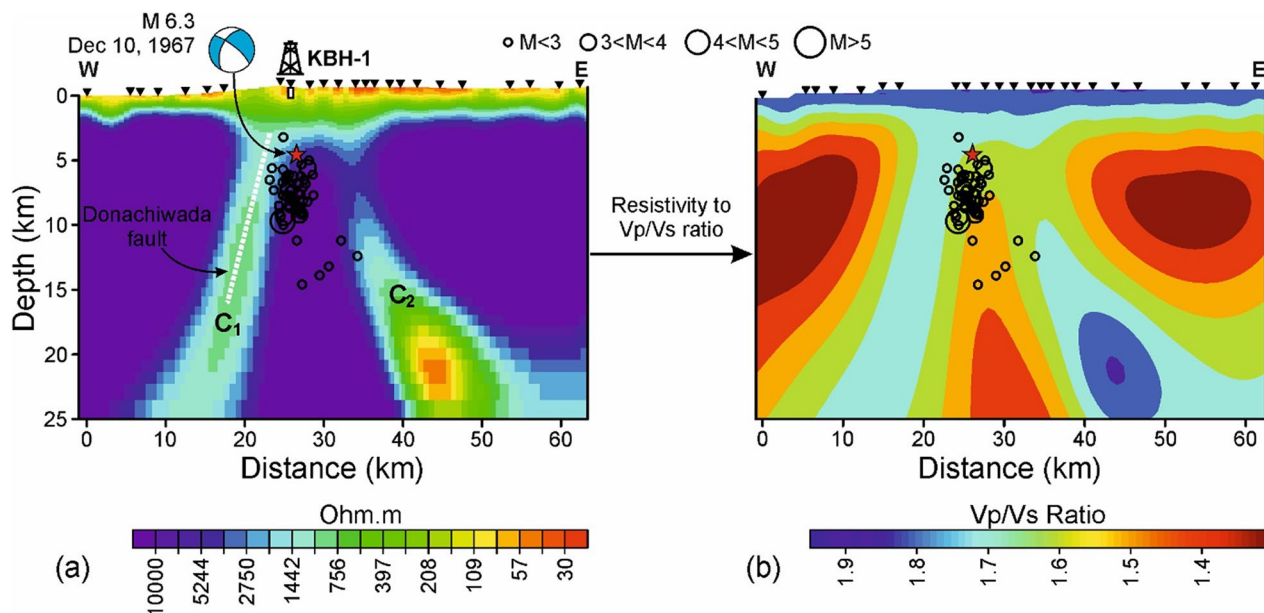 M 6.3
Dec 10, 1967
KBH-1
M<3
3<M<4
4<M<5
M>5
W
E
W
E
0
5
10
15
20
25
Depth (km)
Donachiwada
fault
C1
C2
0
10
20
30
40
50
60
Distance (km)
Resistivity to
Vp/Vs ratio
0
10
20
30
40
50
60
Distance (km)
Ohm.m
(a)
10000
5244
2750
1442
756
397
208
109
57
30
Vp/Vs Ratio
(b)
1.9
1.8
1.7
1.6
1.5
1.4